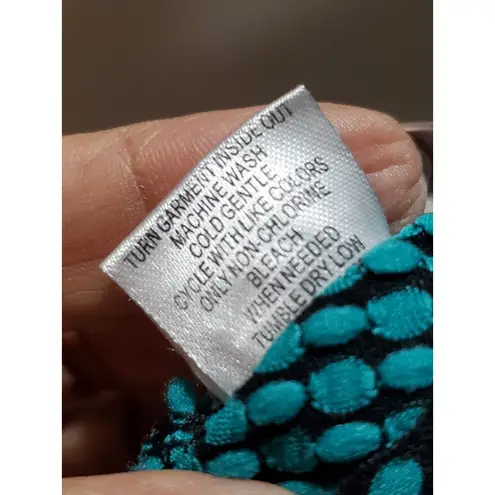 TURN GARMENT INSIDE OUT
MACHINE WASH
COLD GENTLE
CYCLE WITH LIKE COLORS
ONLY NON-CHLORINE
BLEACH
WHEN NEEDED
TUMBLE DRY LOW